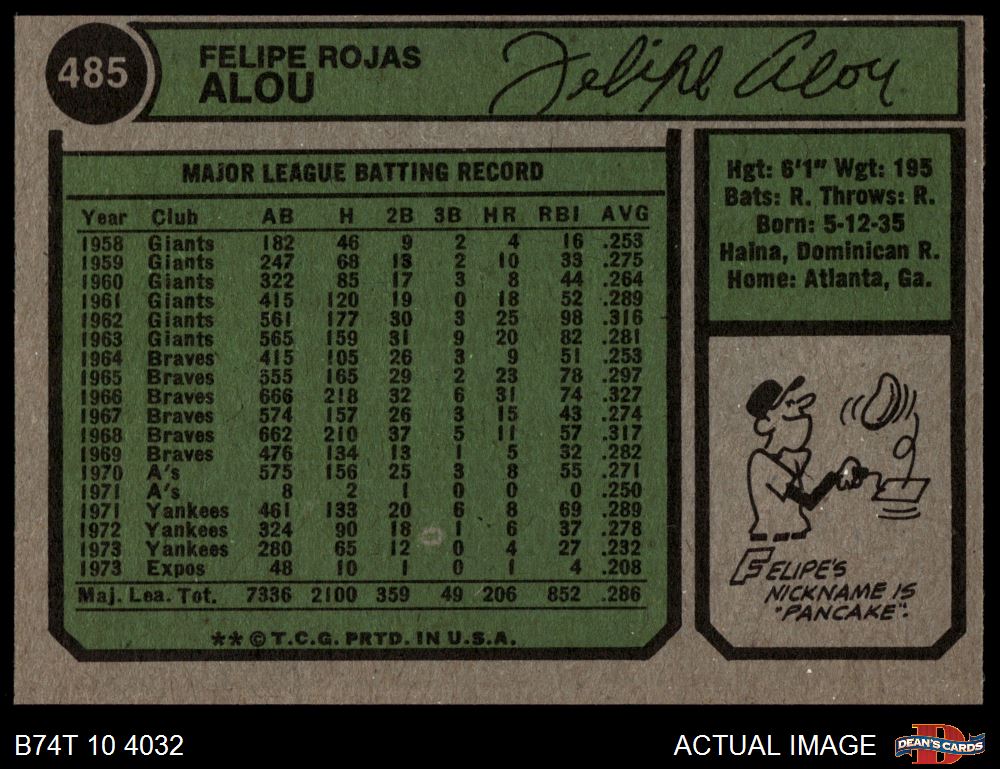 485
FELIPE ROJAS
ALOU
Felipe Alou
MAJOR LEAGUE BATTING RECORD
Year Club AB H 2B 3B HR RBI AVG
1958 Giants 182 46 9 2 4 16 .253
1959 Giants 247 68 13 2 10 33 .275
1960 Giants 322 85 17 3 8 44 .264
1961 Giants 415 120 19 0 18 52 .289
1962 Giants 561 177 30 3 25 98 .316
1963 Giants 565 159 31 9 20 82 .281
1964 Braves 415 105 26 3 9 51 .253
1965 Braves 555 165 29 2 23 78 .297
1966 Braves 666 218 32 6 31 74 .327
1967 Braves 574 157 26 3 15 43 .274
1968 Braves 662 210 37 5 11 57 .317
1969 Braves 476 134 13 1 5 32 .282
1970 A's 575 156 25 3 8 55 .271
1971 A's 8 2 1 0 0 0 .250
1971 Yankees 461 133 20 6 8 69 .289
1972 Yankees 324 90 18 1 6 37 .278
1973 Yankees 280 65 12 0 4 27 .232
1973 Expos 48 10 1 0 1 4 .208
Maj. Lea. Tot. 7336 2100 359 49 206 852 .286
**©T.C.G. PRTD. IN U.S.A.
Hgt: 6'1" Wgt: 195
Bats: R. Throws: R.
Born: 5-12-35
Haina, Dominican R.
Home: Atlanta, Ga.
FELIPE'S
NICKNAME IS
"PANCAKE".
B74T 10 4032
ACTUAL IMAGE
DEAN'S CARDS